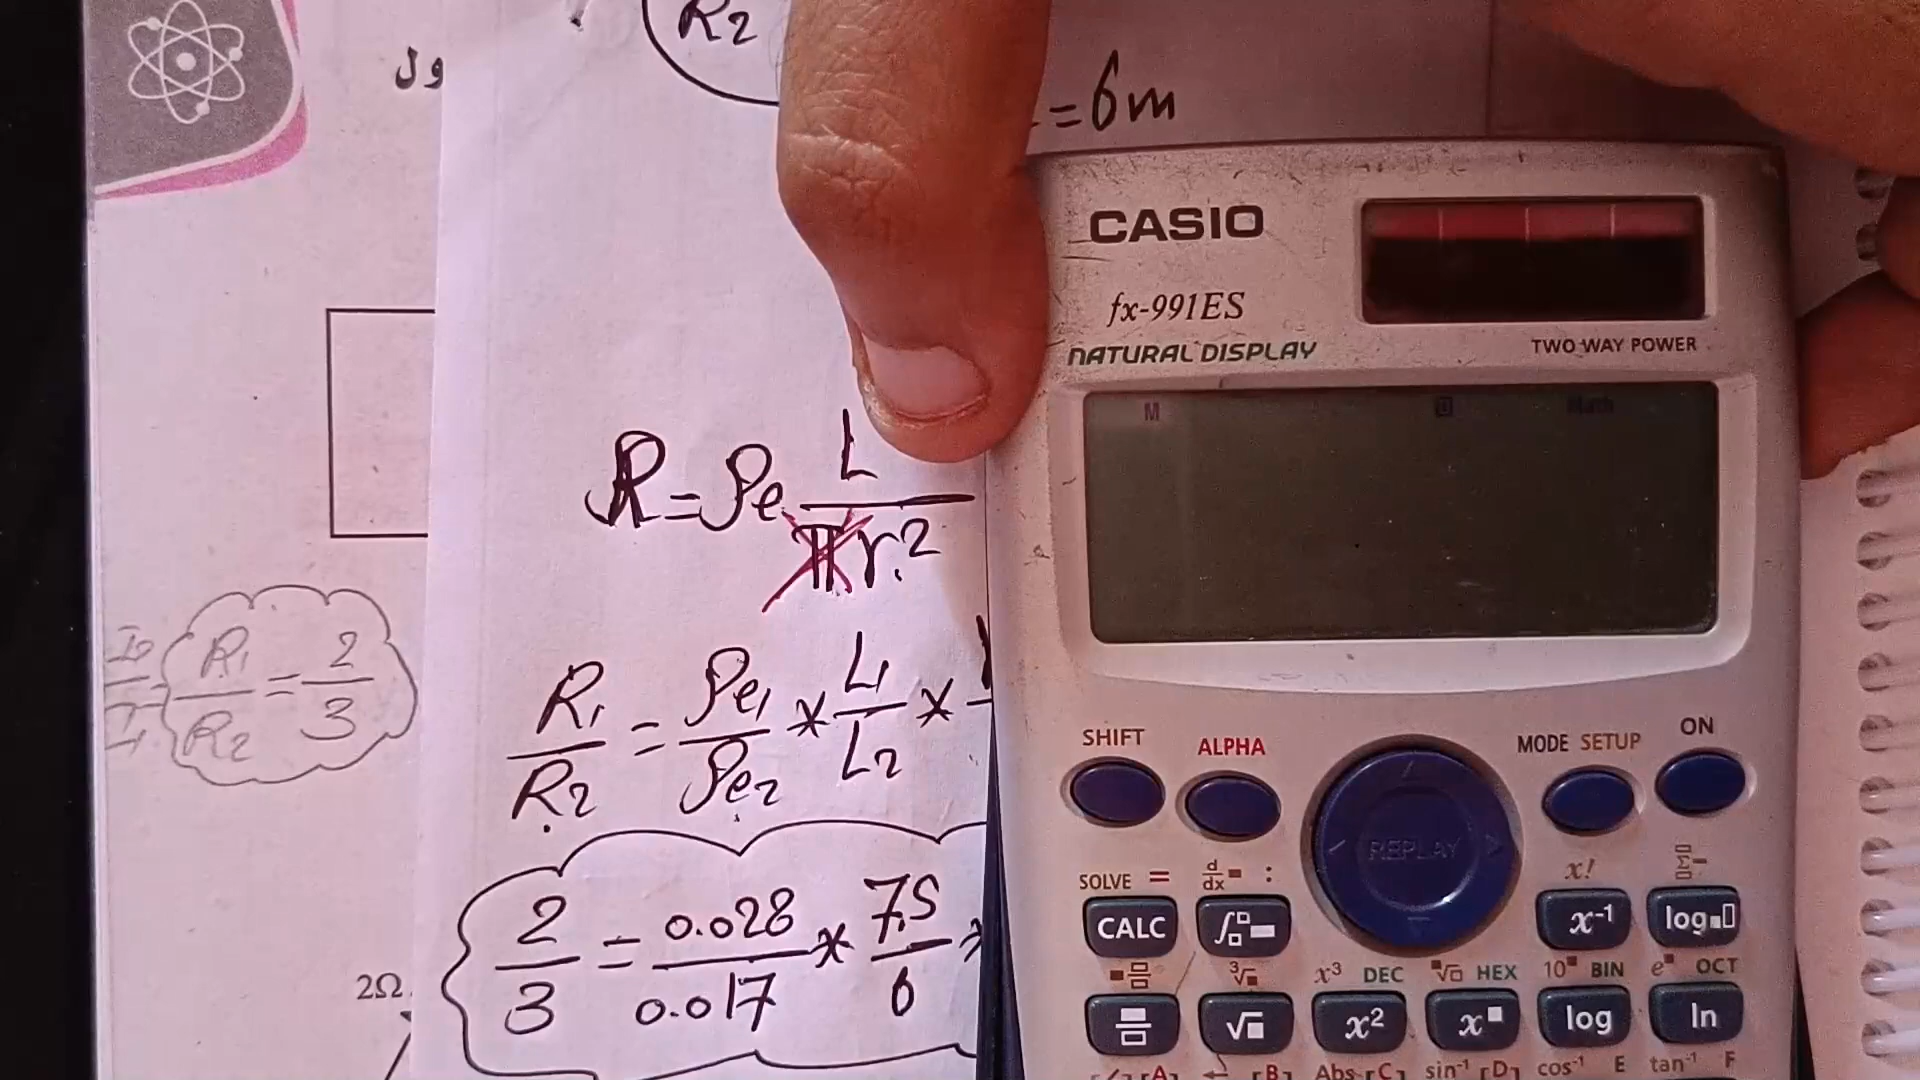 ول
R2
=6m
CASIO
fx-991ES
NATURAL DISPLAY
TWO WAY POWER
M D Math
R=ρe L/πr²
R1/R2=2/3
R1/R2=ρe1/ρe2*L1/L2*
2/3=0.028/0.017*7.5/6
2Ω
SHIFT ALPHA MODE SETUP ON
REPLAY
SOLVE = d/dx : x! Σ
CALC ∫ x⁻¹ log
∛ x³ DEC √ HEX 10 BIN e OCT
√ x² x log ln
A B Abs C sin⁻¹ D cos⁻¹ E tan⁻¹ F